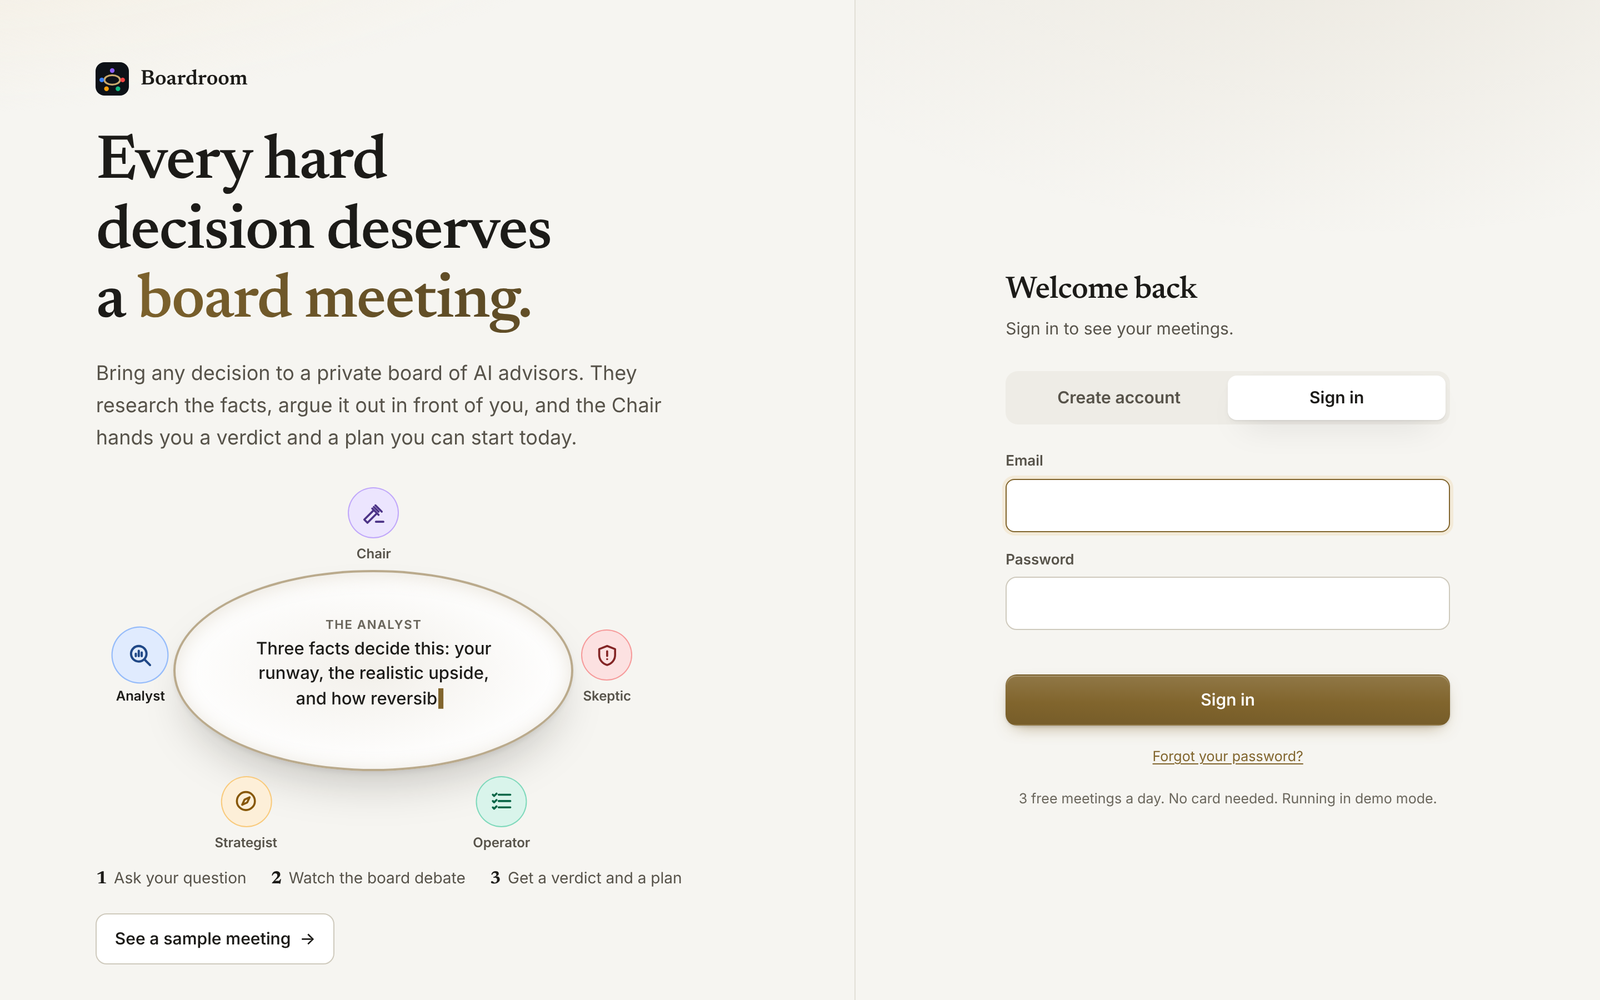 Boardroom
Every hard
decision deserves
a board meeting.
Bring any decision to a private board of AI advisors. They
research the facts, argue it out in front of you, and the Chair
hands you a verdict and a plan you can start today.
Chair
THE ANALYST
Three facts decide this: your
runway, the realistic upside,
and how reversib
Analyst
Skeptic
Strategist
Operator
1 Ask your question
2 Watch the board debate
3 Get a verdict and a plan
See a sample meeting →
Welcome back
Sign in to see your meetings.
Create account
Sign in
Email
Password
Sign in
Forgot your password?
3 free meetings a day. No card needed. Running in demo mode.